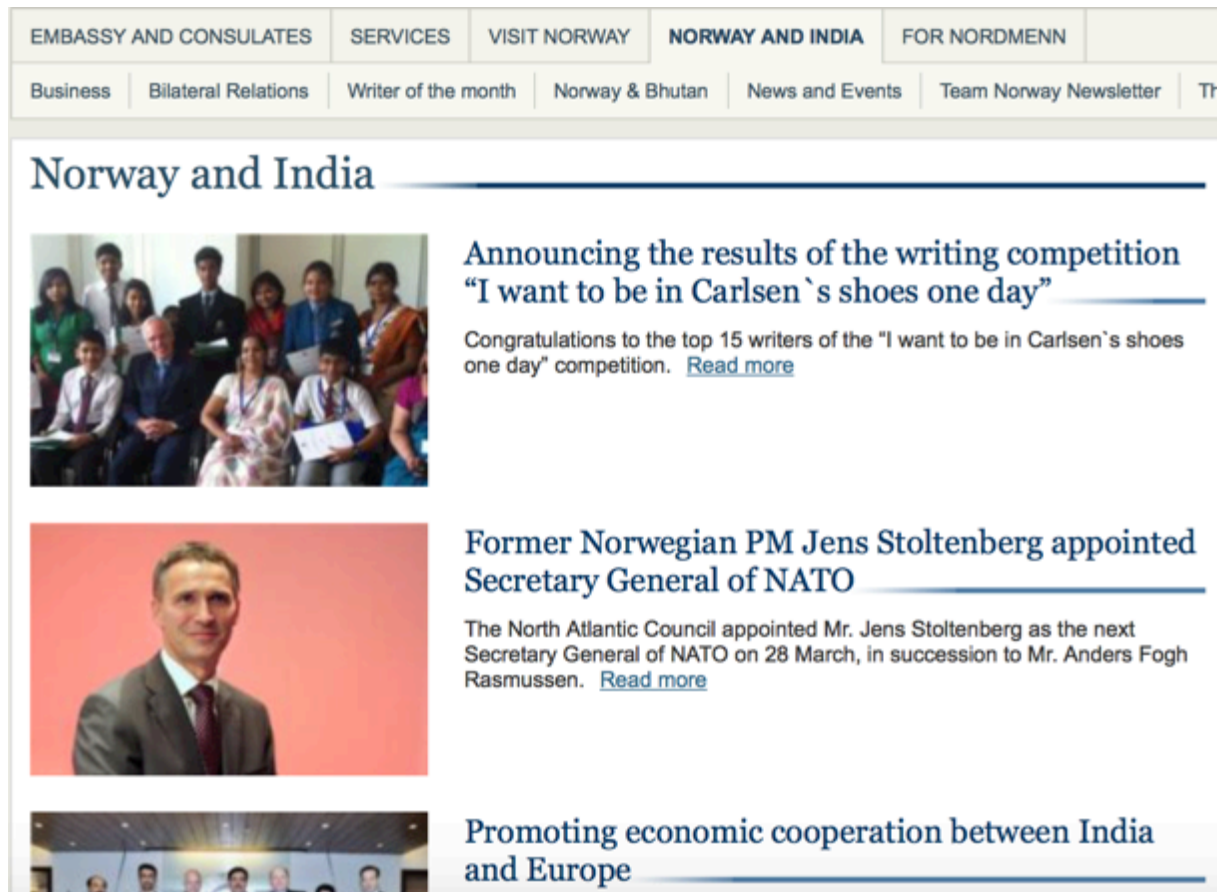 EMBASSY AND CONSULATES SERVICES VISIT NORWAY NORWAY AND INDIA FOR NORDMENN
Business Bilateral Relations Writer of the month Norway & Bhutan News and Events Team Norway Newsletter
Norway and India
Announcing the results of the writing competition
“I want to be in Carlsen`s shoes one day”
Congratulations to the top 15 writers of the "I want to be in Carlsen`s shoes
one day” competition. Read more
Former Norwegian PM Jens Stoltenberg appointed
Secretary General of NATO
The North Atlantic Council appointed Mr. Jens Stoltenberg as the next
Secretary General of NATO on 28 March, in succession to Mr. Anders Fogh
Rasmussen. Read more
Promoting economic cooperation between India
and Europe